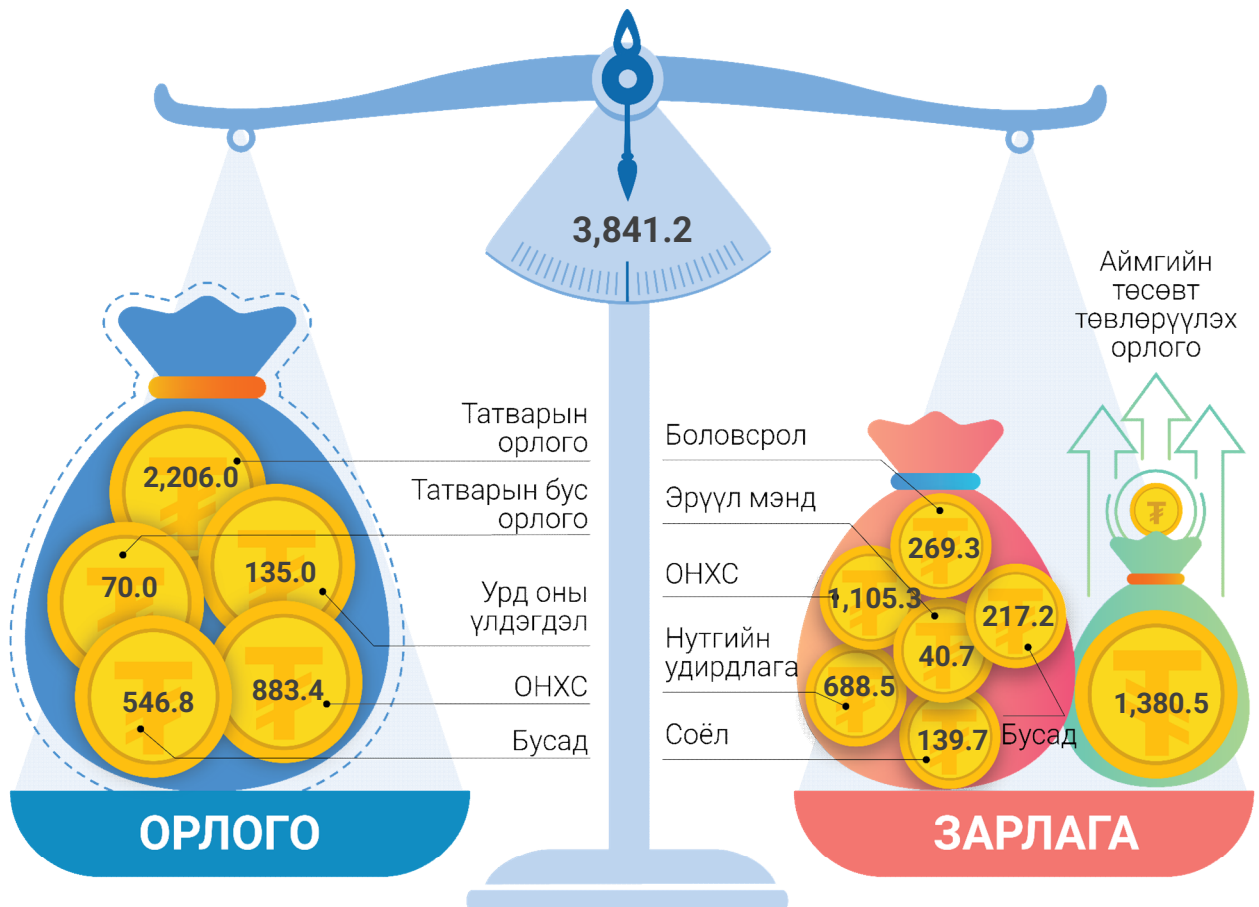 3,841.2
Аймгийн
төсөвт
төвлөрүүлэх
орлого
Татварын
орлого
2,206.0
Татварын бус
орлого
70.0
135.0
Урд оны
үлдэгдэл
883.4
ОНХС
546.8
Бусад
Боловсрол
269.3
Эрүүл мэнд
ОНХС
1,105.3
217.2
Нутгийн
удирдлага
40.7
688.5
1,380.5
Соёл
139.7
Бусад
ОРЛОГО
ЗАРЛАГА